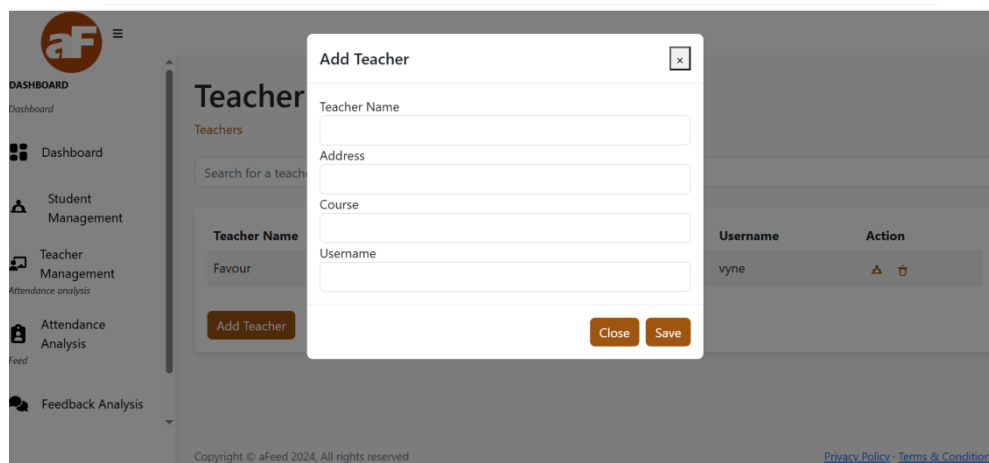 aF
DASHBOARD
Dashboard
Dashboard
Student
Management
Teacher
Management
Attendance analysis
Attendance
Analysis
Feed
Feedback Analysis
Teacher
Teachers
Search for a teach
Teacher Name
Username
Action
Favour
vyne
Add Teacher
Add Teacher
×
Teacher Name
Address
Course
Username
Close
Save
Copyright © aFeed 2024, All rights reserved
Privacy Policy · Terms & Condition